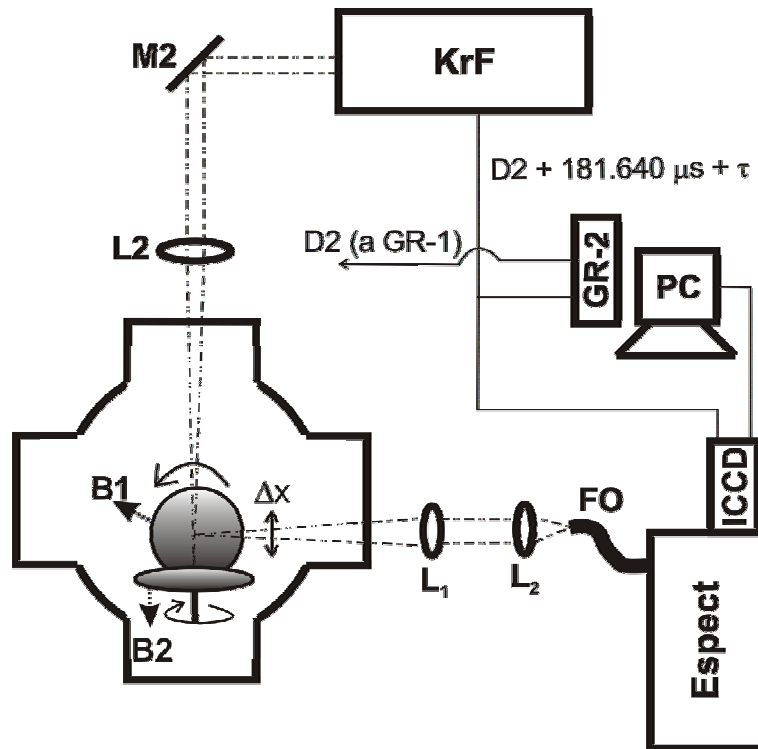 M2
KrF
D2 + 181.640 μs + τ
L2
D2 (a GR-1)
GR-2
PC
B1
Δx
FO
ICCD
L₁
L₂
B2
Espect